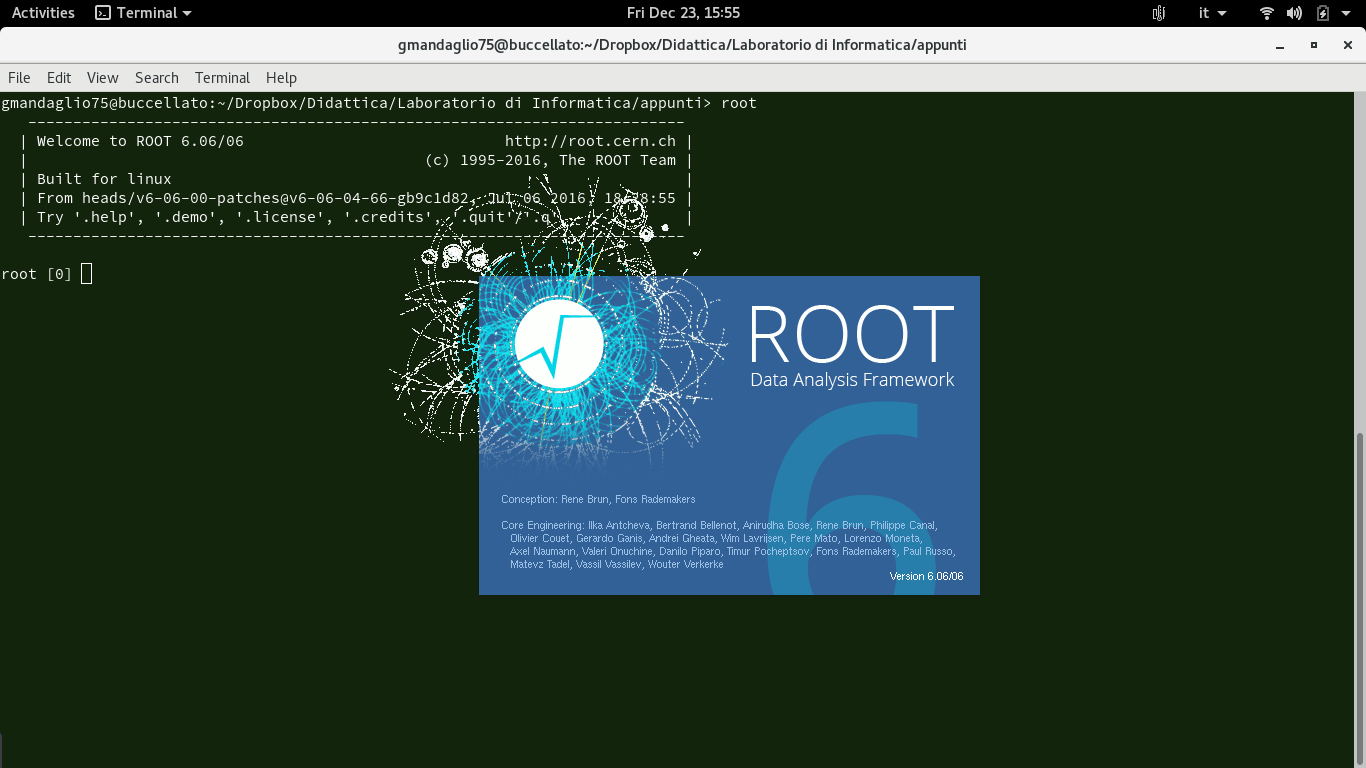 Activities Terminal Fri Dec 23, 15:55 it
gmandaglio75@buccellato:~/Dropbox/Didattica/Laboratorio di Informatica/appunti
File Edit View Search Terminal Help
gmandaglio75@buccellato:~/Dropbox/Didattica/Laboratorio di Informatica/appunti> root
------------------------------------------------------------------------
| Welcome to ROOT 6.06/06 http://root.cern.ch |
| (c) 1995-2016, The ROOT Team |
| Built for linux |
| From heads/v6-06-00-patches@v6-06-04-66-gb9c1d82, Jul 06 2016, :55 |
| Try '.help', '.demo', '.license', '.credits', '.quit'/'.q |
------------------------------------------------------------------------
root [0]
ROOT
Data Analysis Framework
6
Conception: Rene Brun, Fons Rademakers
Core Engineering: Ilka Antcheva, Bertrand Bellenot, Anirudha Bose, Rene Brun, Philippe Canal,
Olivier Couet, Gerardo Ganis, Andrei Gheata, Wim Lavrijsen, Pere Mato, Lorenzo Moneta,
Axel Naumann, Valeri Onuchine, Danilo Piparo, Timur Pocheptsov, Fons Rademakers, Paul Russo,
Matevz Tadel, Vassil Vassilev, Wouter Verkerke
Version 6.06/06